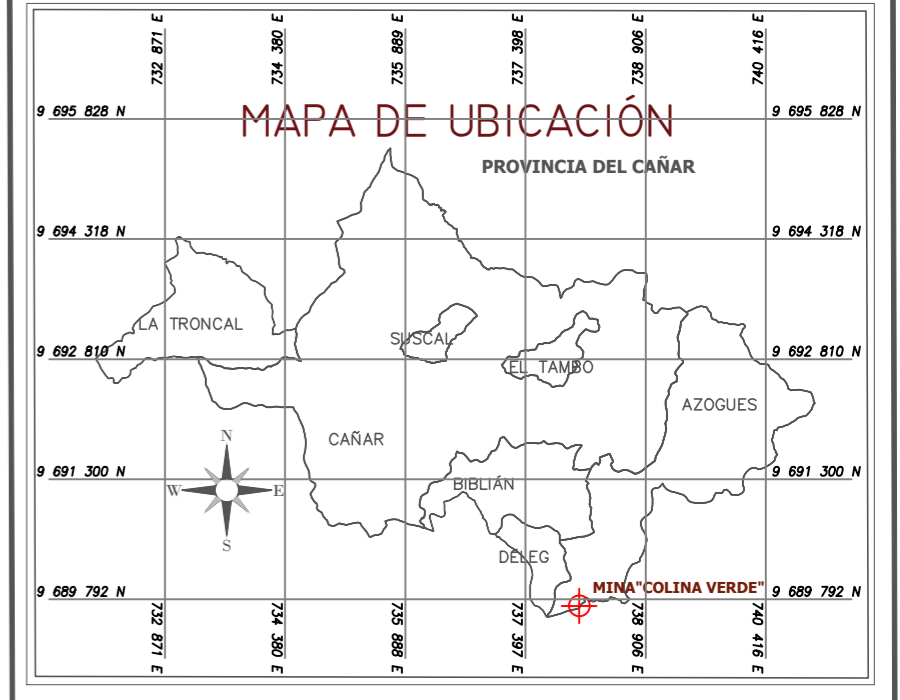 732 871 E
734 380 E
735 889 E
737 398 E
738 906 E
740 416 E
9 695 828 N
9 695 828 N
MAPA DE UBICACIÓN
PROVINCIA DEL CAÑAR
9 694 318 N
9 694 318 N
LA TRONCAL
SUSCAL
9 692 810 N
9 692 810 N
EL TAMBO
AZOGUES
CAÑAR
N
9 691 300 N
9 691 300 N
BIBLIÁN
W
E
S
DÉLEG
MINA"COLINA VERDE"
9 689 792 N
9 689 792 N
732 871 E
734 380 E
735 888 E
737 397 E
738 906 E
740 416 E